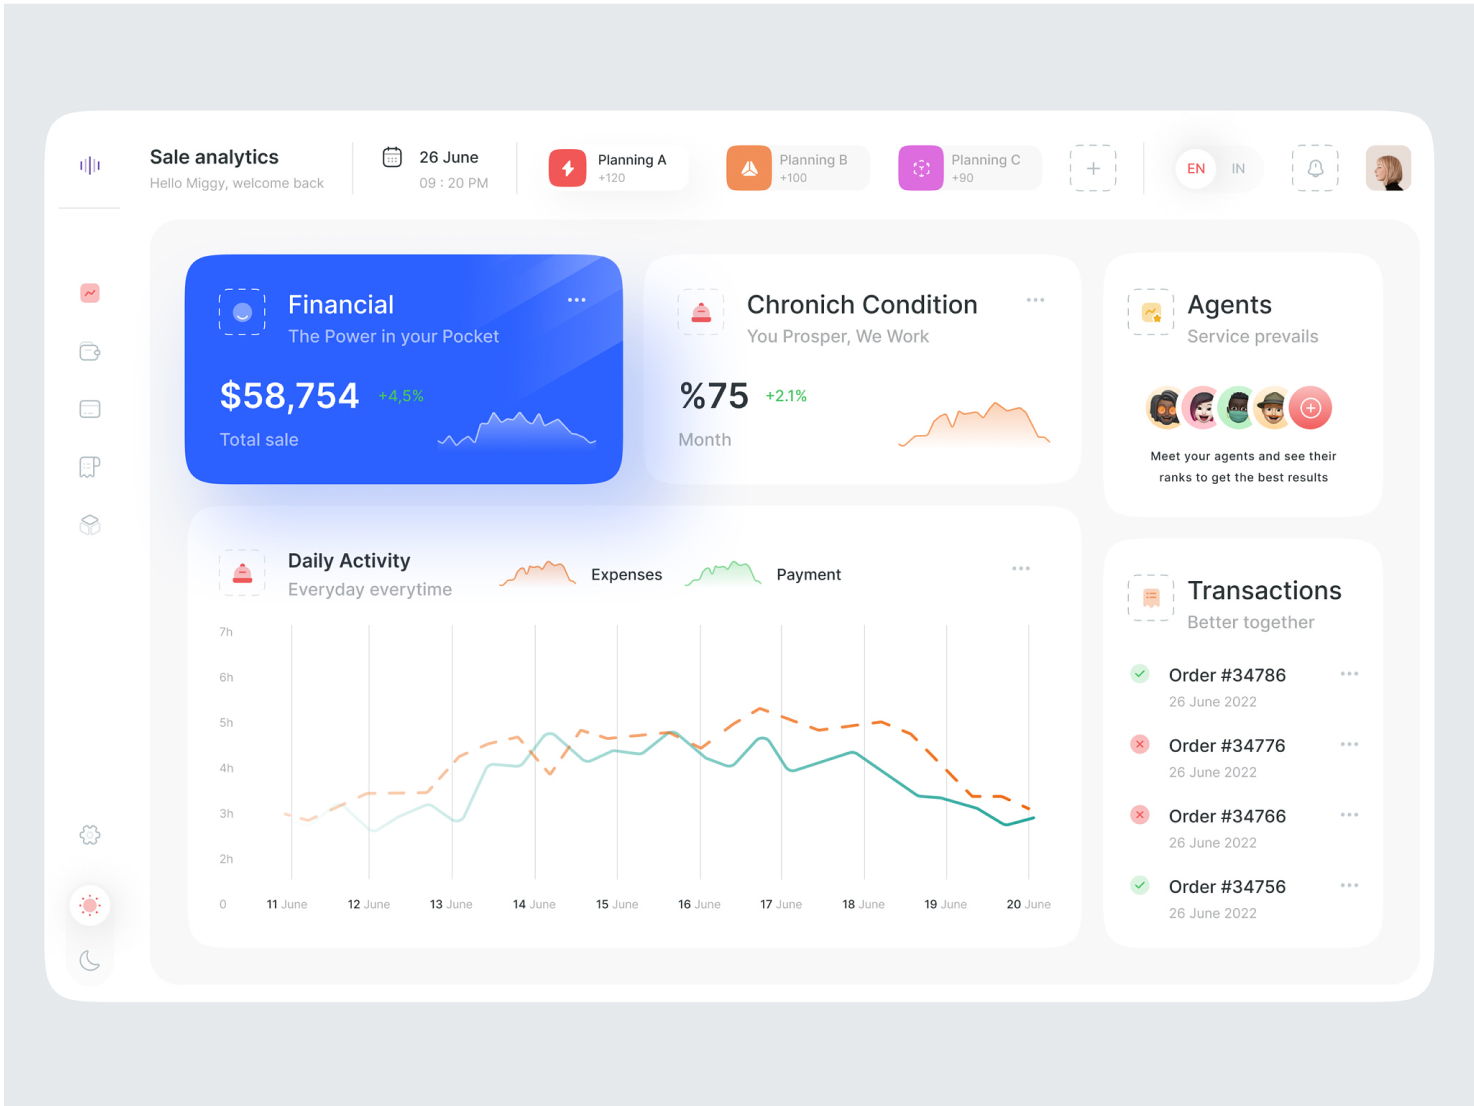 Sale analytics
Hello Miggy, welcome back
26 June
09 : 20 PM
Planning A
+120
Planning B
+100
Planning C
+90
EN IN
Financial
The Power in your Pocket
$58,754 +4,5%
Total sale
Chronich Condition
You Prosper, We Work
%75 +2.1%
Month
Agents
Service prevails
Meet your agents and see their
ranks to get the best results
Daily Activity
Everyday everytime
Expenses
Payment
7h
6h
5h
4h
3h
2h
0 11 June 12 June 13 June 14 June 15 June 16 June 17 June 18 June 19 June 20 June
Transactions
Better together
Order #34786
26 June 2022
Order #34776
26 June 2022
Order #34766
26 June 2022
Order #34756
26 June 2022